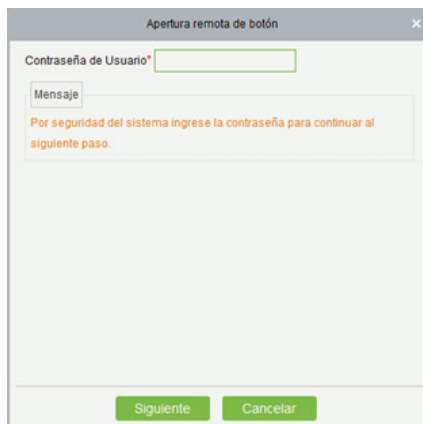 Apertura remota de botón
Contraseña de Usuario*
Mensaje
Por seguridad del sistema ingrese la contraseña para continuar al
siguiente paso.
Siguiente Cancelar